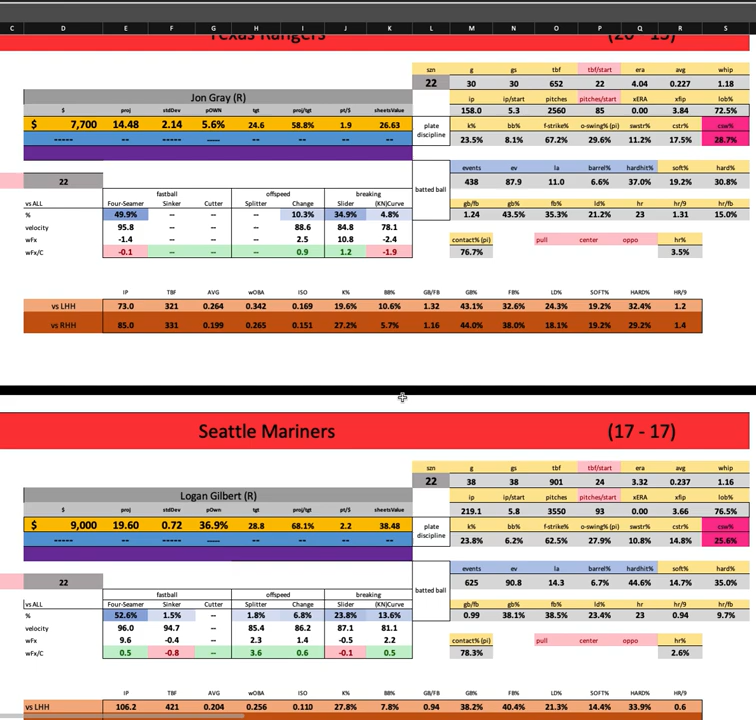 C D E F G H I J K L M N O P Q R S
Texas Rangers (20 - 13)
szn g gs tbf tbf/start era avg whip
22 30 30 652 22 4.04 0.227 1.18
Jon Gray (R)
ip ip/start pitches pitches/start xERA xfip lob%
158.0 5.3 2560 85 0.00 3.84 72.5%
$ proj stdDev pOWN tgt proj/tgt pt/$ sheetsValue
$ 7,700 14.48 2.14 5.6% 24.6 58.8% 1.9 26.63
plate discipline
k% bb% f-strike% o-swing% (pi) swstr% cstr% csw%
----- -- -- ---- -- -- -- --
23.5% 8.1% 67.2% 29.6% 11.2% 17.5% 28.7%
events ev la barrel% hardhit% soft% hard%
22
batted ball
438 87.9 11.0 6.6% 37.0% 19.2% 30.8%
fastball offspeed breaking
vs ALL Four-Seamer Sinker Cutter Splitter Change Slider (KN)Curve
gb/fb gb% fb% ld% hr hr/9 hr/fb
% 49.9% -- -- -- 10.3% 34.9% 4.8%
1.24 43.5% 35.3% 21.2% 23 1.31 15.0%
velocity 95.8 -- -- -- 88.6 84.8 78.1
wFx -1.4 -- -- -- 2.5 10.8 -2.4
contact% (pi) pull center oppo hr%
wFx/C -0.1 -- -- -- 0.9 1.2 -1.9
76.7% 3.5%
IP TBF AVG wOBA ISO K% BB% GB/FB GB% FB% LD% SOFT% HARD% HR/9
vs LHH 73.0 321 0.264 0.342 0.169 19.6% 10.6% 1.32 43.1% 32.6% 24.3% 19.2% 32.4% 1.2
vs RHH 85.0 331 0.199 0.265 0.151 27.2% 5.7% 1.16 44.0% 38.0% 18.1% 19.2% 29.2% 1.4
Seattle Mariners (17 - 17)
szn g gs tbf tbf/start era avg whip
22 38 38 901 24 3.32 0.237 1.16
Logan Gilbert (R)
ip ip/start pitches pitches/start xERA xfip lob%
219.1 5.8 3550 93 0.00 3.66 76.5%
$ proj stdDev pOwn tgt proj/tgt pt/$ sheetsValue
$ 9,000 19.60 0.72 36.9% 28.8 68.1% 2.2 38.48
plate discipline
k% bb% f-strike% o-swing% (pi) swstr% cstr% csw%
----- -- -- ---- -- -- -- --
23.8% 6.2% 62.5% 27.9% 10.8% 14.8% 25.6%
events ev la barrel% hardhit% soft% hard%
22
batted ball
625 90.8 14.3 6.7% 44.6% 14.7% 35.0%
fastball offspeed breaking
vs ALL Four-Seamer Sinker Cutter Splitter Change Slider (KN)Curve
gb/fb gb% fb% ld% hr hr/9 hr/fb
% 52.6% 1.5% -- 1.8% 6.8% 23.8% 13.6%
0.99 38.1% 38.5% 23.4% 23 0.94 9.7%
velocity 96.0 94.7 -- 85.4 86.2 87.1 81.1
wFx 9.6 -0.4 -- 2.3 1.4 -0.5 2.2
contact% (pi) pull center oppo hr%
wFx/C 0.5 -0.8 -- 3.6 0.6 -0.1 0.5
78.3% 2.6%
IP TBF AVG wOBA ISO K% BB% GB/FB GB% FB% LD% SOFT% HARD% HR/9
vs LHH 106.2 421 0.204 0.256 0.110 27.8% 7.8% 0.94 38.2% 40.4% 21.3% 14.4% 33.9% 0.6